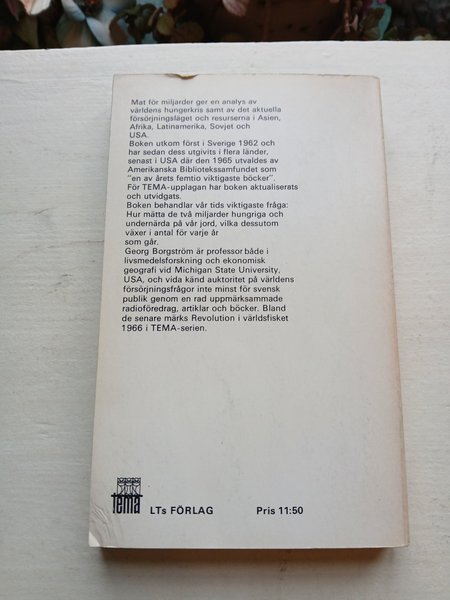 Mat för miljarder ger en analys av
världens hungerkris samt av det aktuella
försörjningsläget och resurserna i Asien,
Afrika, Latinamerika, Sovjet och
USA.
Boken utkom först i Sverige 1962 och
har sedan dess utgivits i flera länder,
senast i USA där den 1965 utvaldes av
Amerikanska Bibliotekssamfundet som
"en av årets femtio viktigaste böcker".
För TEMA-upplagan har boken aktualiserats
och utvidgats.
Boken behandlar vår tids viktigaste fråga:
Hur mätta de två miljarder hungriga och
undernärda på vår jord, vilka dessutom
växer i antal för varje år
som går.
Georg Borgström är professor både i
livsmedelsforskning och ekonomisk
geografi vid Michigan State University,
USA, och vida känd auktoritet på världens
försörjningsfrågor inte minst för svensk
publik genom en rad uppmärksammade
radioföredrag, artiklar och böcker. Bland
de senare märks Revolution i världsfisket
1966 i TEMA-serien.
tema
LTs FÖRLAG Pris 11:50